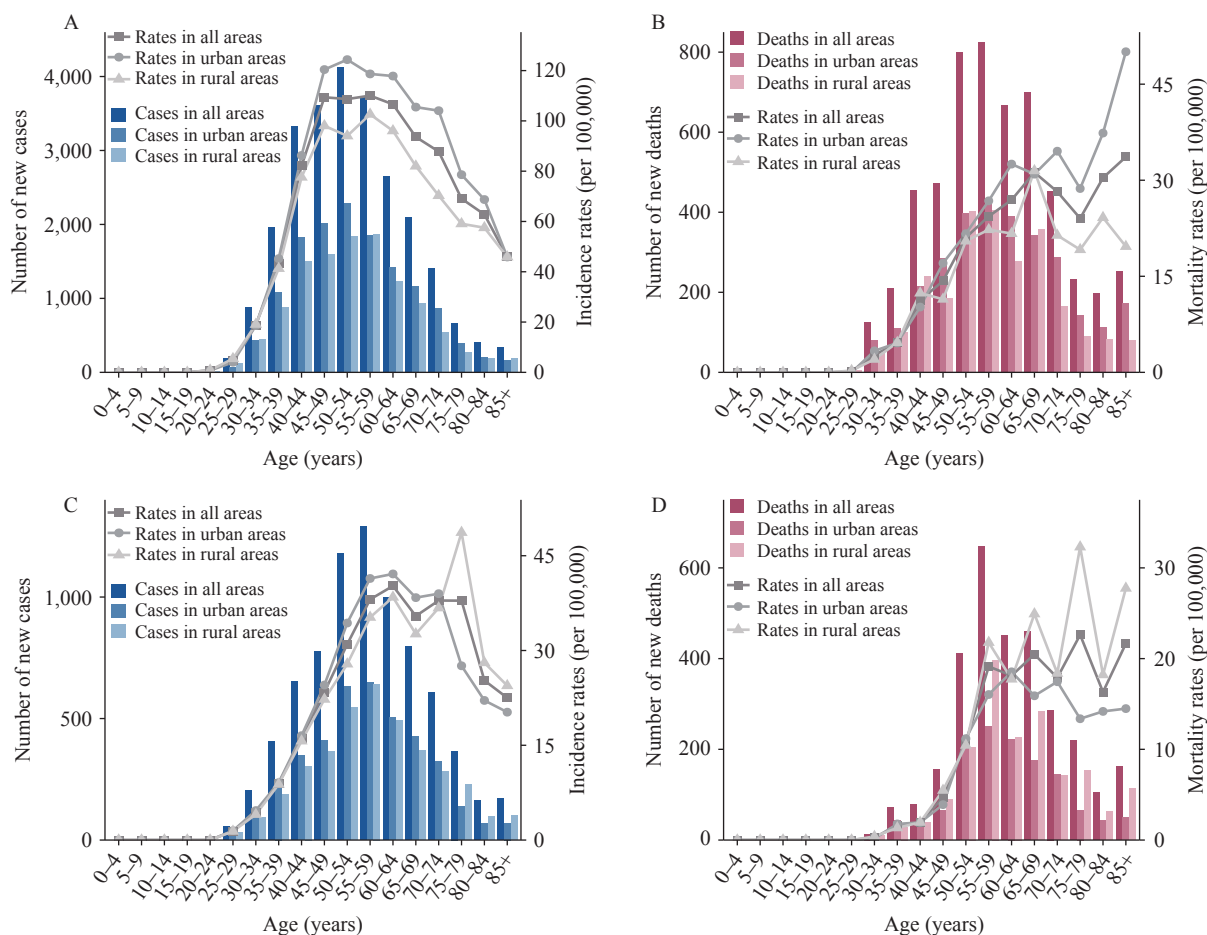 A
Rates in all areas
Rates in urban areas
Rates in rural areas
Cases in all areas
Cases in urban areas
Cases in rural areas
Number of new cases
4,000
3,000
2,000
1,000
0
Incidence rates (per 100,000)
120
100
80
60
40
20
0
0–4
5–9
10–14
15–19
20–24
25–29
30–34
35–39
40–44
45–49
50–54
55–59
60–64
65–69
70–74
75–79
80–84
85+
Age (years)
B
Deaths in all areas
Deaths in urban areas
Deaths in rural areas
Rates in all areas
Rates in urban areas
Rates in rural areas
Number of new deaths
800
600
400
200
0
Mortality rates (per 100,000)
45
30
15
0
0–4
5–9
10–14
15–19
20–24
25–29
30–34
35–39
40–44
45–49
50–54
55–59
60–64
65–69
70–74
75–79
80–84
85+
Age (years)
C
Rates in all areas
Rates in urban areas
Rates in rural areas
Cases in all areas
Cases in urban areas
Cases in rural areas
Number of new cases
1,000
500
0
Incidence rates (per 100,000)
45
30
15
0
0–4
5–9
10–14
15–19
20–24
25–29
30–34
35–39
40–44
45–49
50–54
55–59
60–64
65–69
70–74
75–79
80–84
85+
Age (years)
D
Deaths in all areas
Deaths in urban areas
Deaths in rural areas
Rates in all areas
Rates in urban areas
Rates in rural areas
Number of new deaths
600
400
200
0
Mortality rates (per 100,000)
30
20
10
0
0–4
5–9
10–14
15–19
20–24
25–29
30–34
35–39
40–44
45–49
50–54
55–59
60–64
65–69
70–74
75–79
80–84
85+
Age (years)